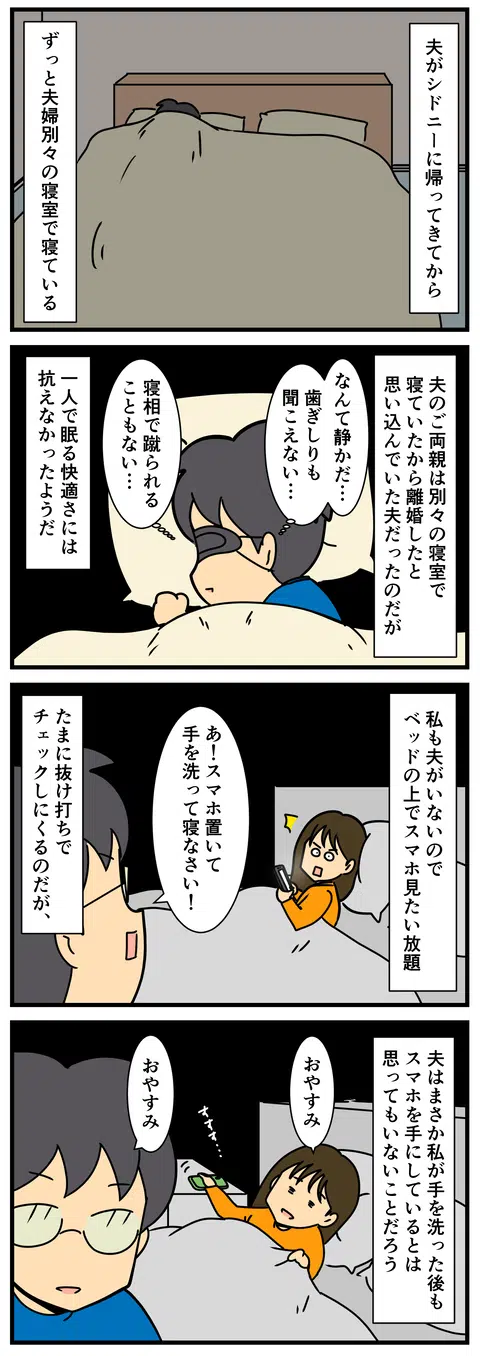 夫がシドニーに帰ってきてから
ずっと夫婦別々の寝室で寝ている
夫のご両親は別々の寝室で
寝ていたから離婚したと
思い込んでいた夫だったのだが
なんて静かだ…
歯ぎしりも
聞こえない…
寝相で蹴られる
こともない…
一人で眠る快適さには
抗えなかったようだ
私も夫がいないので
ベッドの上でスマホ見たい放題
あ！スマホ置いて
手を洗って寝なさい！
たまに抜け打ちで
チェックしにくるのだが、
夫はまさか私が手を洗った後も
スマホを手にしているとは
思ってもいないことだろう
おやすみ
すすす…
おやすみ